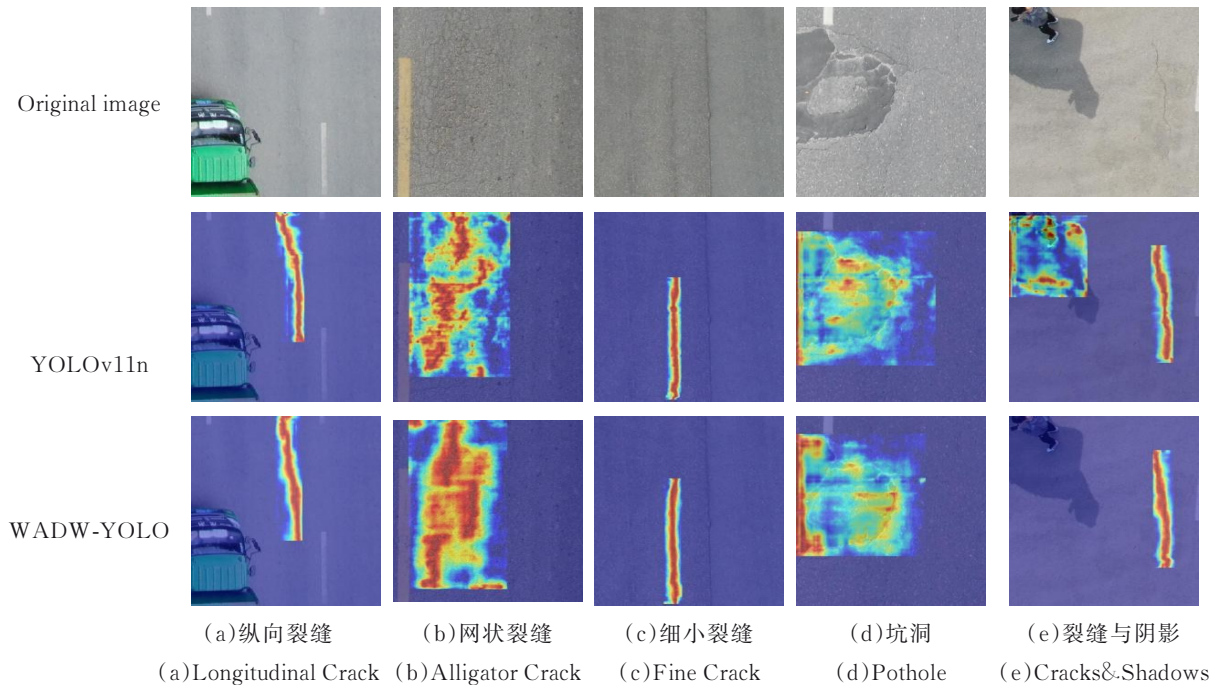 Original image
YOLOv11n
WADW-YOLO
(a)纵向裂缝 (b)网状裂缝 (c)细小裂缝 (d)坑洞 (e)裂缝与阴影
(a)Longitudinal Crack (b)Alligator Crack (c)Fine Crack (d)Pothole (e)Cracks&Shadows